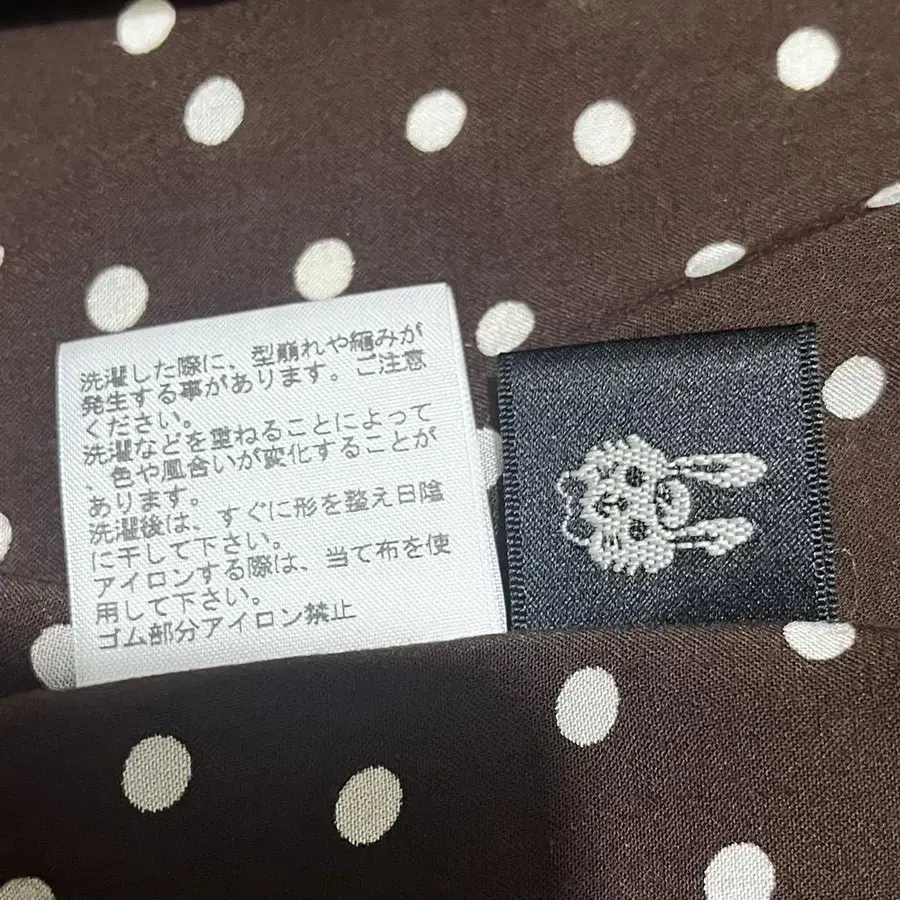 洗濯した際に、型崩れや縮みが
発生する事があります。ご注意
ください。
洗濯などを重ねることによって
、色や風合いが変化することが
あります。
洗濯後は、すぐに形を整え日陰
に干して下さい。
アイロンする際は、当て布を使
用して下さい。
ゴム部分アイロン禁止